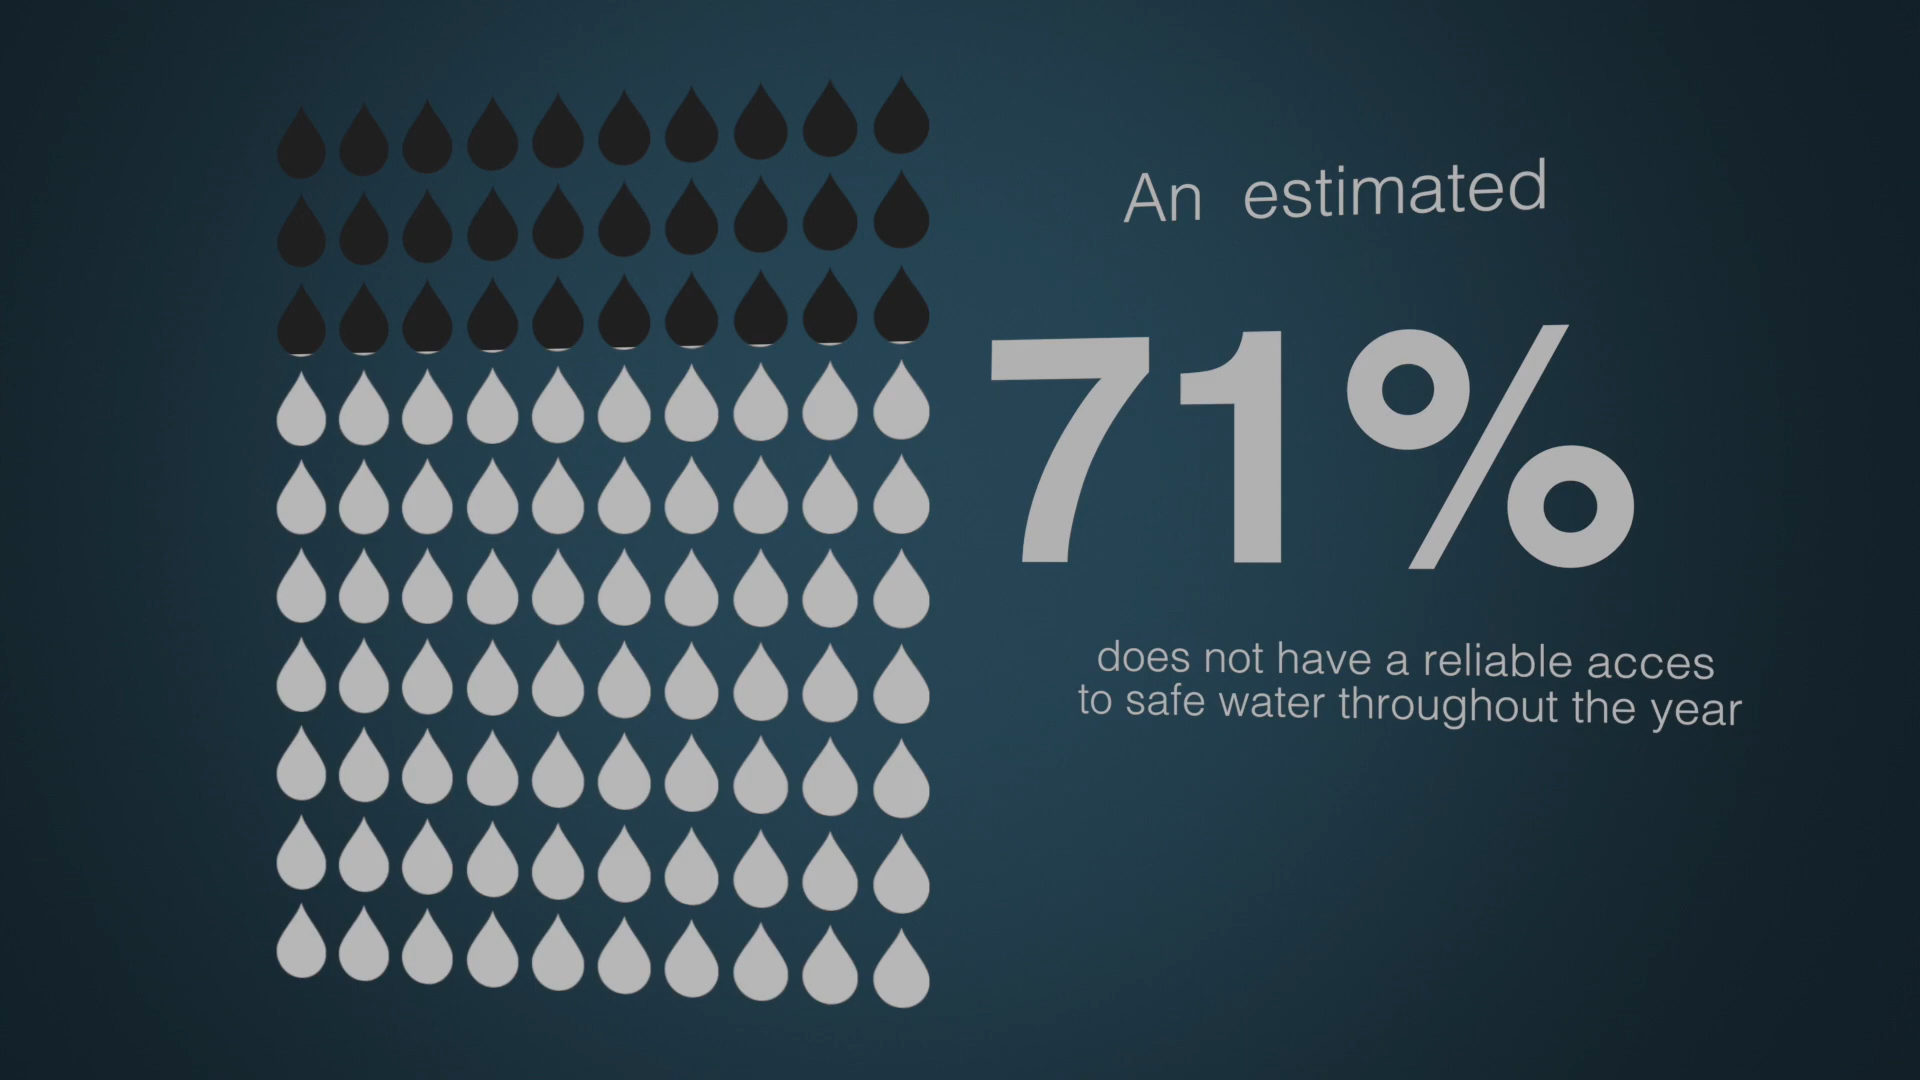 An estimated
71%
does not have a reliable acces
to safe water throughout the year